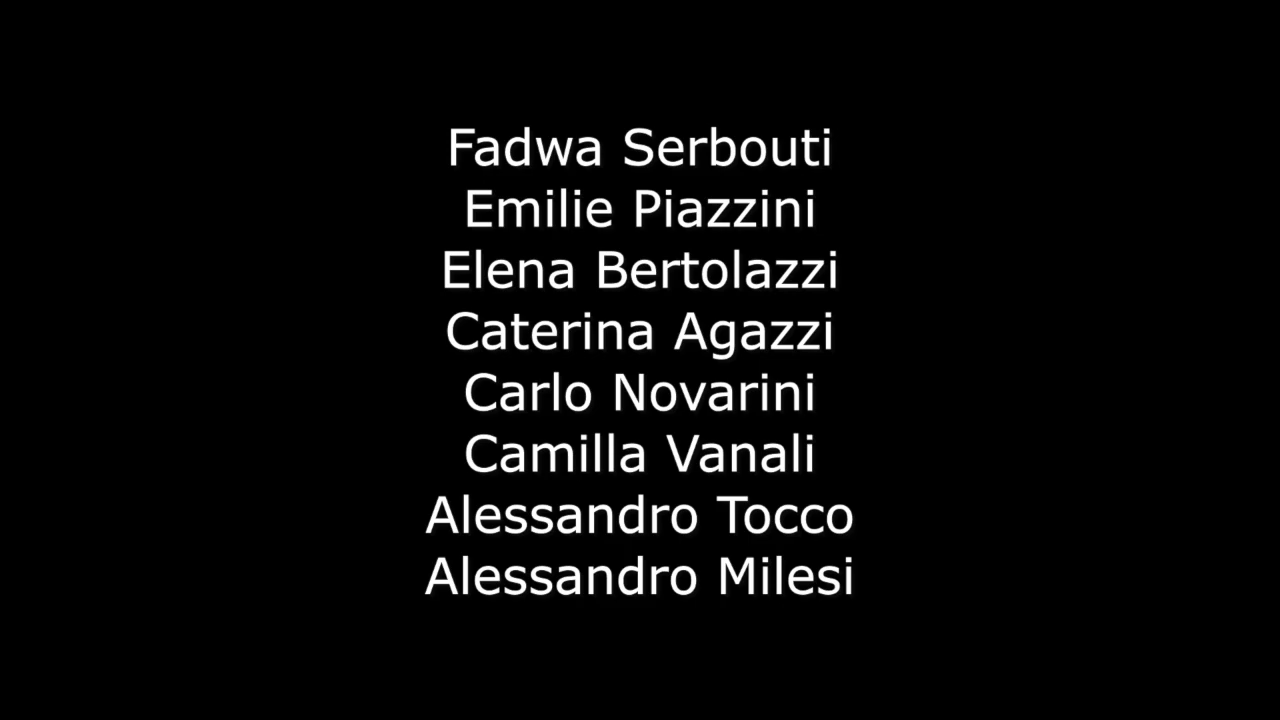 Fadwa Serbouti
Emilie Piazzini
Elena Bertolazzi
Caterina Agazzi
Carlo Novarini
Camilla Vanali
Alessandro Tocco
Alessandro Milesi